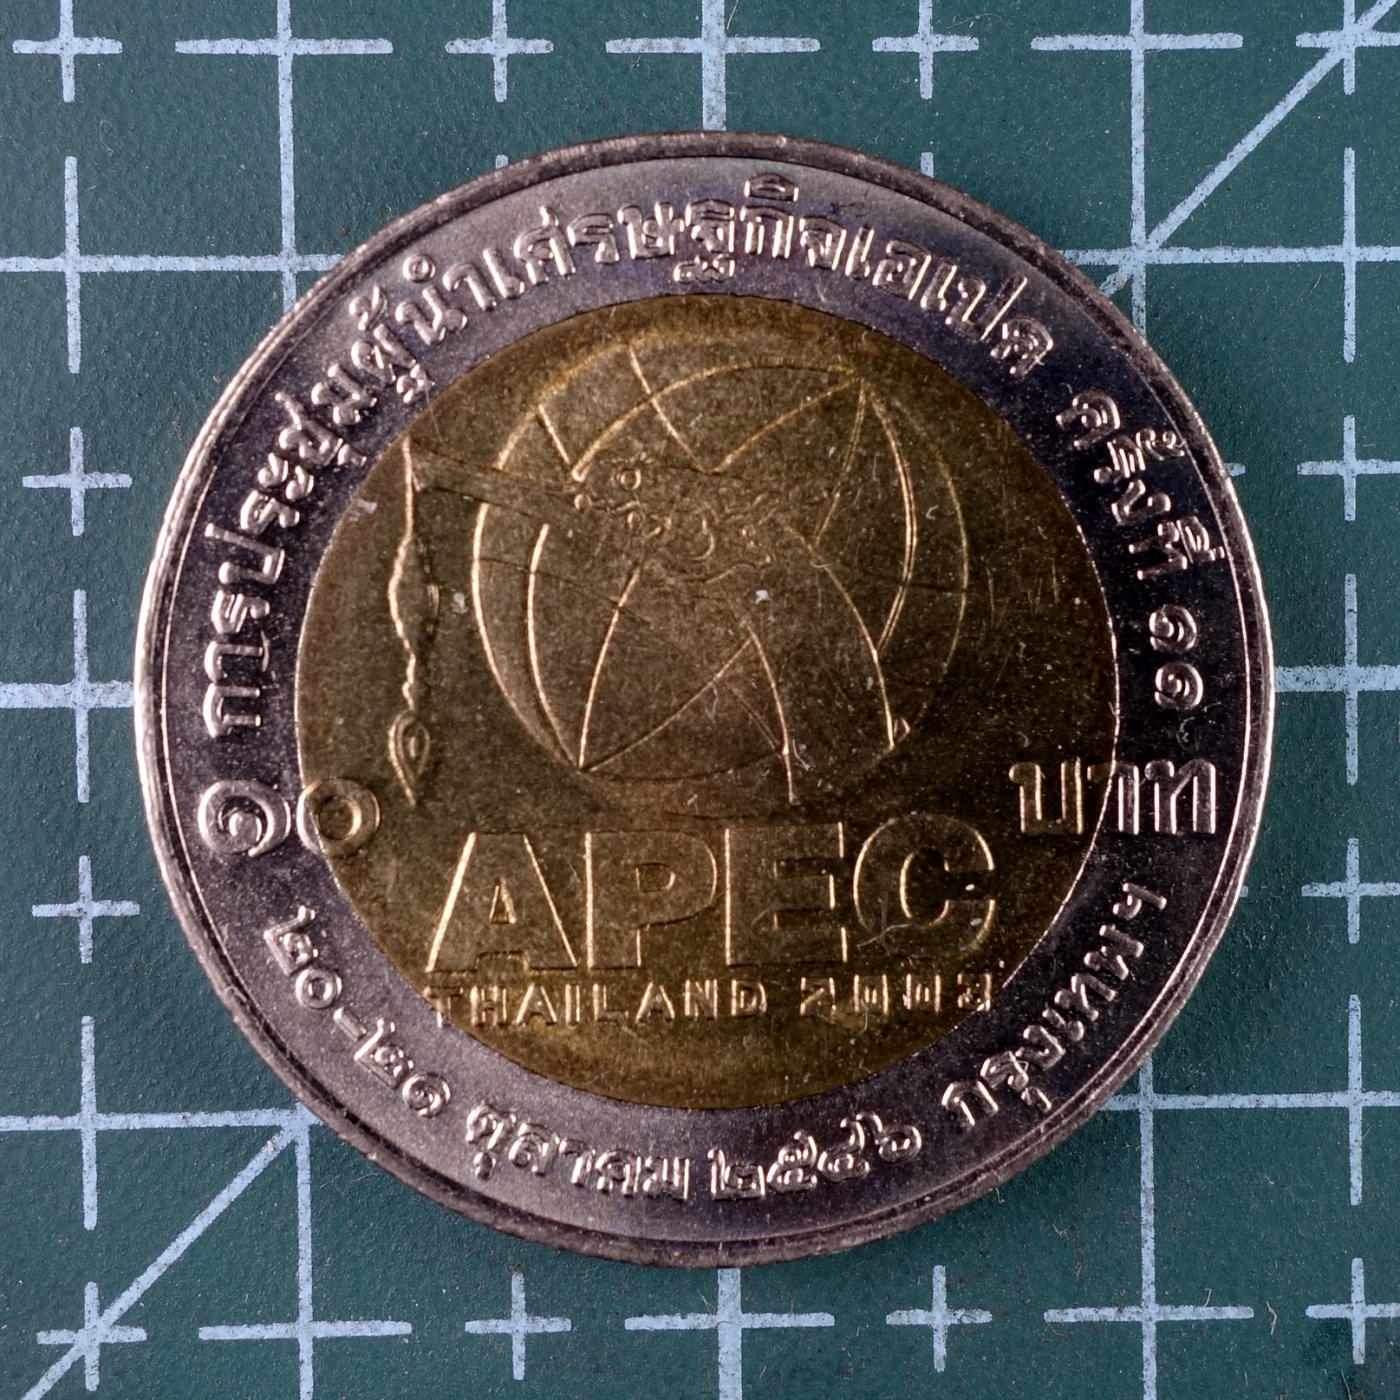 การประชุมผู้นำเศรษฐกิจเอเปค ครั้งที่ ๑๑
๑๐ บาท
APEC
THAILAND 2003
๒๐-๒๑ ตุลาคม ๒๕๔๖ กรุงเทพฯ